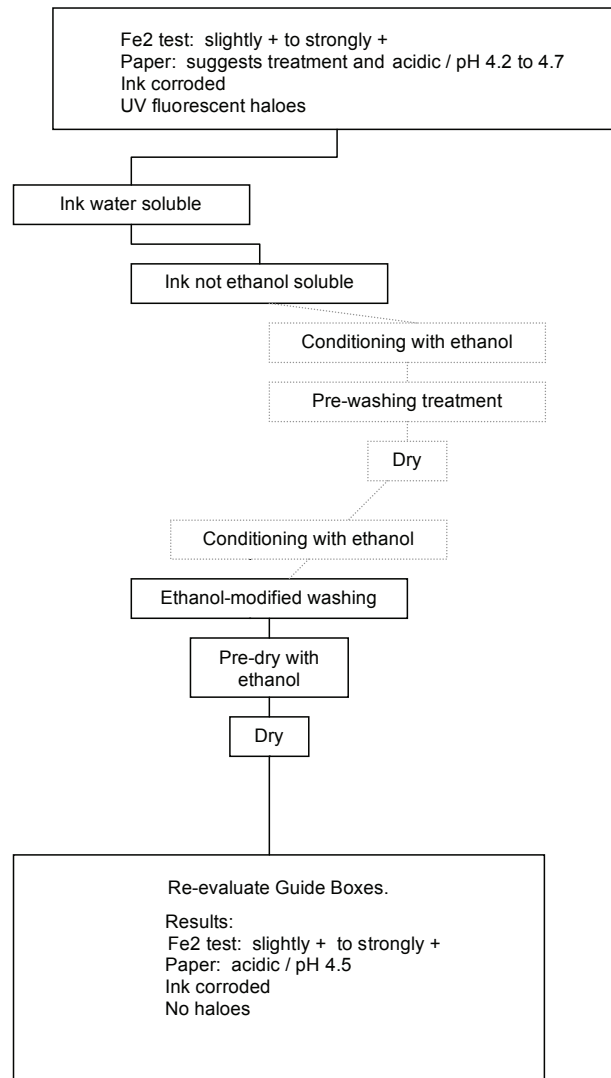 Fe2 test: slightly + to strongly +
Paper: suggests treatment and acidic / pH 4.2 to 4.7
Ink corroded
UV fluorescent haloes
Ink water soluble
Ink not ethanol soluble
Conditioning with ethanol
Pre-washing treatment
Dry
Conditioning with ethanol
Ethanol-modified washing
Pre-dry with
ethanol
Dry
Re-evaluate Guide Boxes.
Results:
Fe2 test: slightly + to strongly +
Paper: acidic / pH 4.5
Ink corroded
No haloes